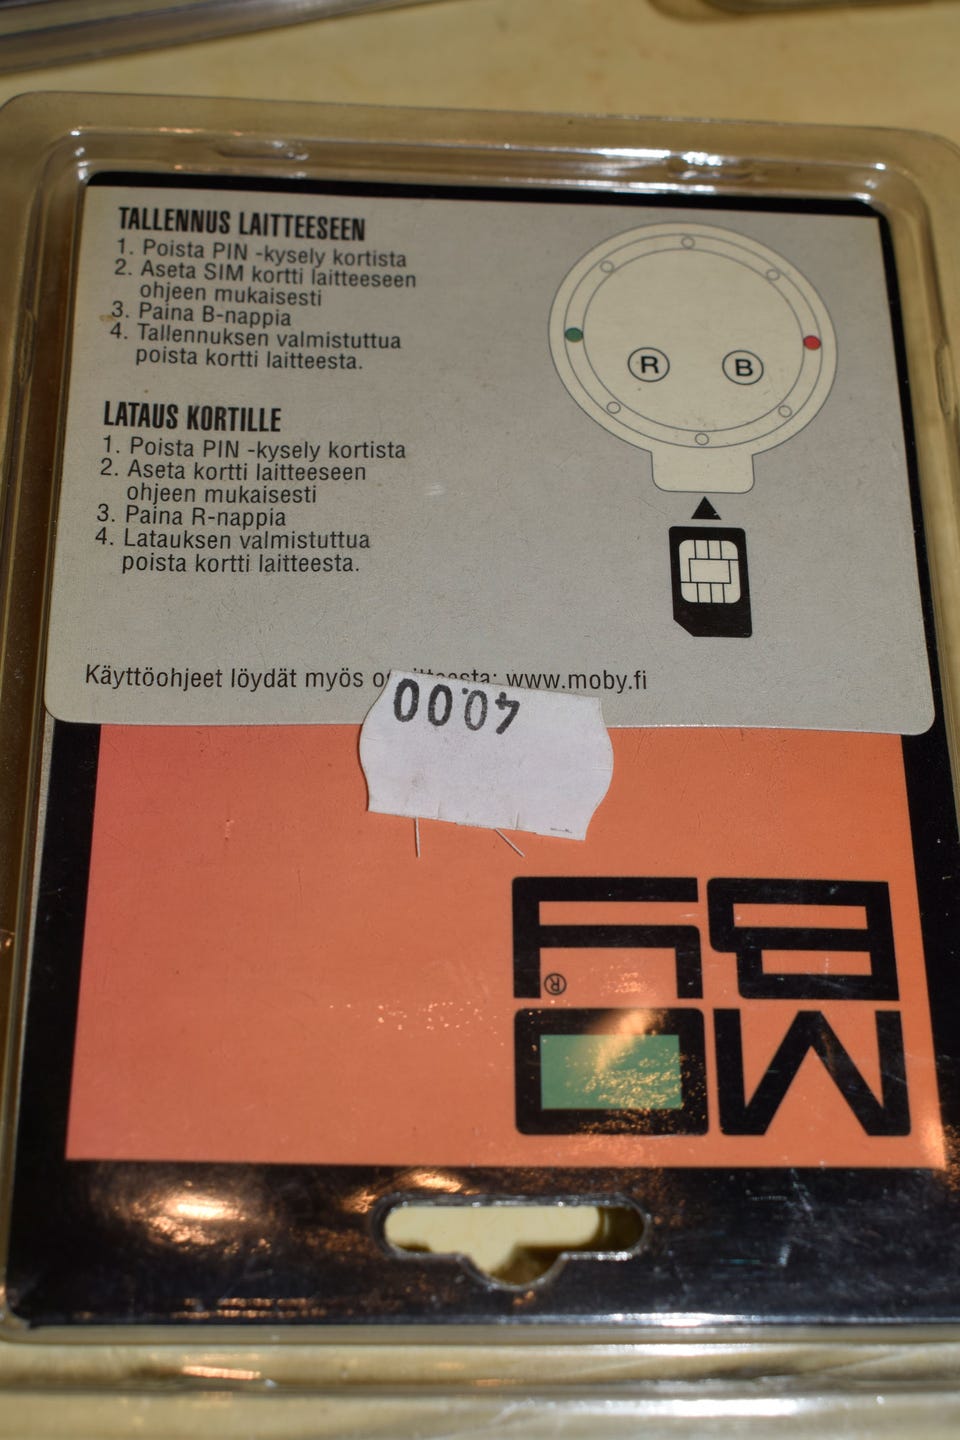 TALLENNUS LAITTEESEEN
1. Poista PIN -kysely kortista
2. Aseta SIM kortti laitteeseen
ohjeen mukaisesti
3. Paina B-nappia
4. Tallennuksen valmistuttua
poista kortti laitteesta.
LATAUS KORTILLE
1. Poista PIN -kysely kortista
2. Aseta kortti laitteeseen
ohjeen mukaisesti
3. Paina R-nappia
4. Latauksen valmistuttua
poista kortti laitteesta.
R B
Käyttöohjeet löydät myös www.moby.fi
40.00
MO
BY®